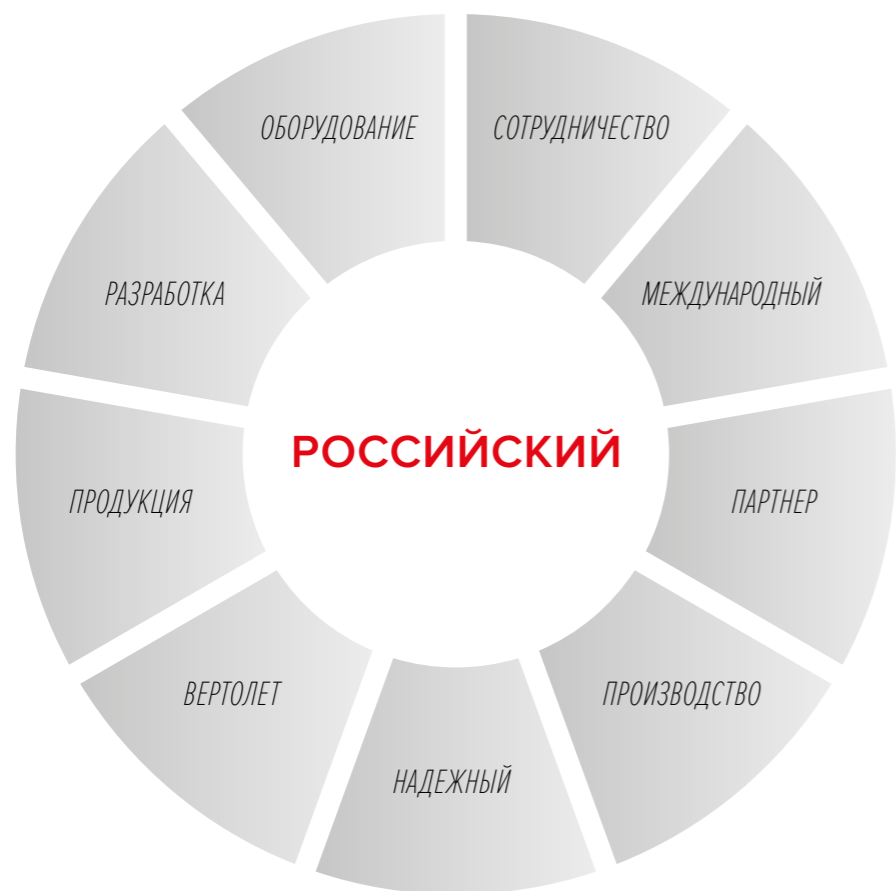 ОБОРУДОВАНИЕ
СОТРУДНИЧЕСТВО
РАЗРАБОТКА
МЕЖДУНАРОДНЫЙ
РОССИЙСКИЙ
ПРОДУКЦИЯ
ПАРТНЕР
ВЕРТОЛЕТ
ПРОИЗВОДСТВО
НАДЕЖНЫЙ